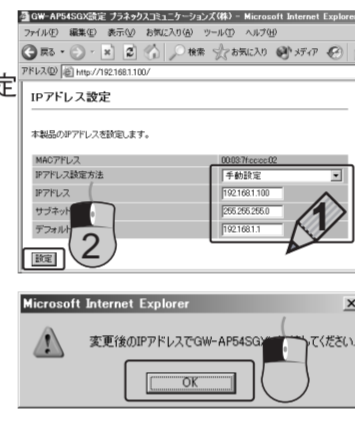 定
GW-AP54SGX設定 プラネックスコミュニケーションズ(株) - Microsoft Internet Explorer
ファイル(F) 編集(E) 表示(V) お気に入り(A) ツール(T) ヘルプ(H)
戻る 検索 お気に入り メディア
アドレス(D) http://192.168.1.100/
IPアドレス設定
本製品のIPアドレスを設定します。
MACアドレス
IPアドレス設定方法 手動設定
IPアドレス 192.168.1.100
サブネット 255.255.255.0
デフォルト 192.168.1.1
1
設定
2
Microsoft Internet Explorer
変更後のIPアドレスでGW-AP54SG してください。
OK